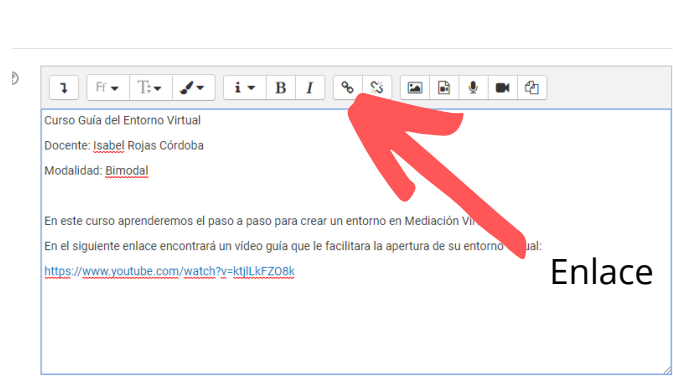 Ff T: i B I
Curso Guía del Entorno Virtual
Docente: Isabel Rojas Córdoba
Modalidad: Bimodal
En este curso aprenderemos el paso a paso para crear un entorno en Mediación
En el siguiente enlace encontrará un vídeo guía que le facilitara la apertura de su entorno
https://www.youtube.com/watch?v=ktjlLkFZO8k
Enlace